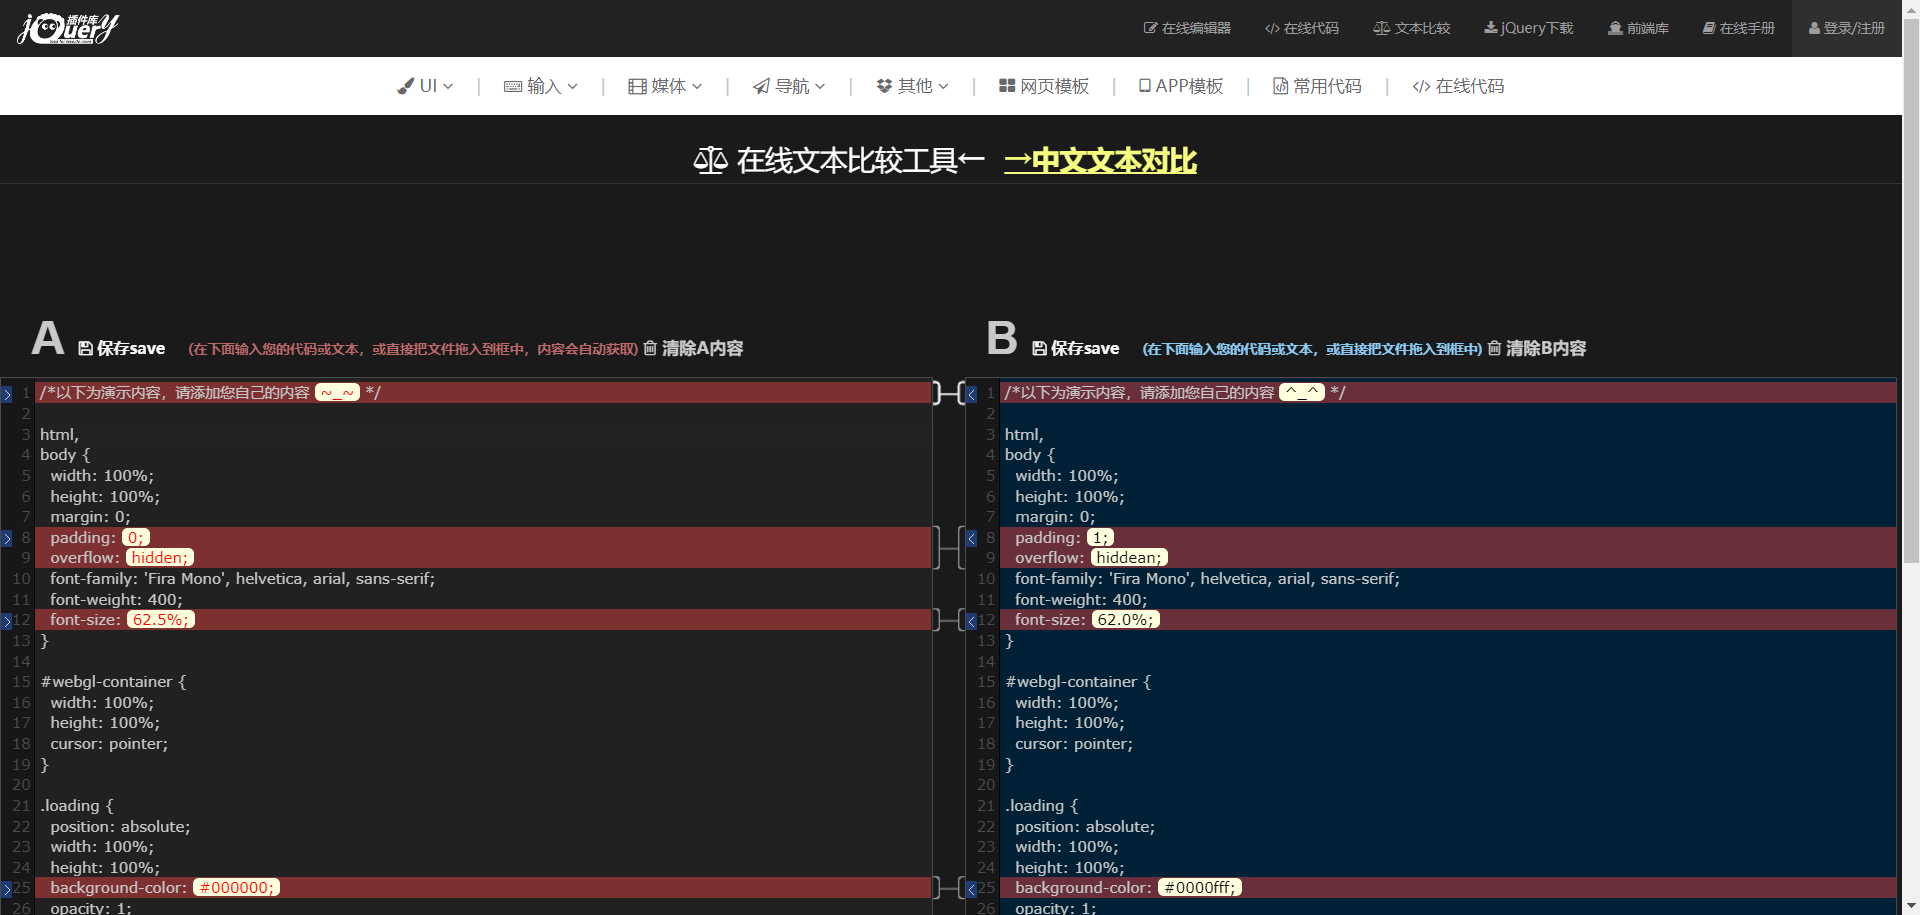 jQuery插件库
在线编辑器 </> 在线代码 文本比较 jQuery下载 前端库 在线手册 登录/注册
UI | 输入 | 媒体 | 导航 | 其他 | 网页模板 | APP模板 | 常用代码 | </> 在线代码
在线文本比较工具← →中文文本对比
A 保存save (在下面输入您的代码或文本，或直接把文件拖入到框中，内容会自动获取) 清除A内容
1 /*以下为演示内容，请添加您自己的内容 ~_~ */
2
3 html,
4 body {
5 width: 100%;
6 height: 100%;
7 margin: 0;
8 padding: 0;
9 overflow: hidden;
10 font-family: 'Fira Mono', helvetica, arial, sans-serif;
11 font-weight: 400;
12 font-size: 62.5%;
13 }
14
15 #webgl-container {
16 width: 100%;
17 height: 100%;
18 cursor: pointer;
19 }
20
21 .loading {
22 position: absolute;
23 width: 100%;
24 height: 100%;
25 background-color: #000000;
26 opacity: 1;
B 保存save (在下面输入您的代码或文本，或直接把文件拖入到框中) 清除B内容
1 /*以下为演示内容，请添加您自己的内容 ^_^ */
2
3 html,
4 body {
5 width: 100%;
6 height: 100%;
7 margin: 0;
8 padding: 1;
9 overflow: hiddean;
10 font-family: 'Fira Mono', helvetica, arial, sans-serif;
11 font-weight: 400;
12 font-size: 62.0%;
13 }
14
15 #webgl-container {
16 width: 100%;
17 height: 100%;
18 cursor: pointer;
19 }
20
21 .loading {
22 position: absolute;
23 width: 100%;
24 height: 100%;
25 background-color: #0000fff;
26 opacity: 1;